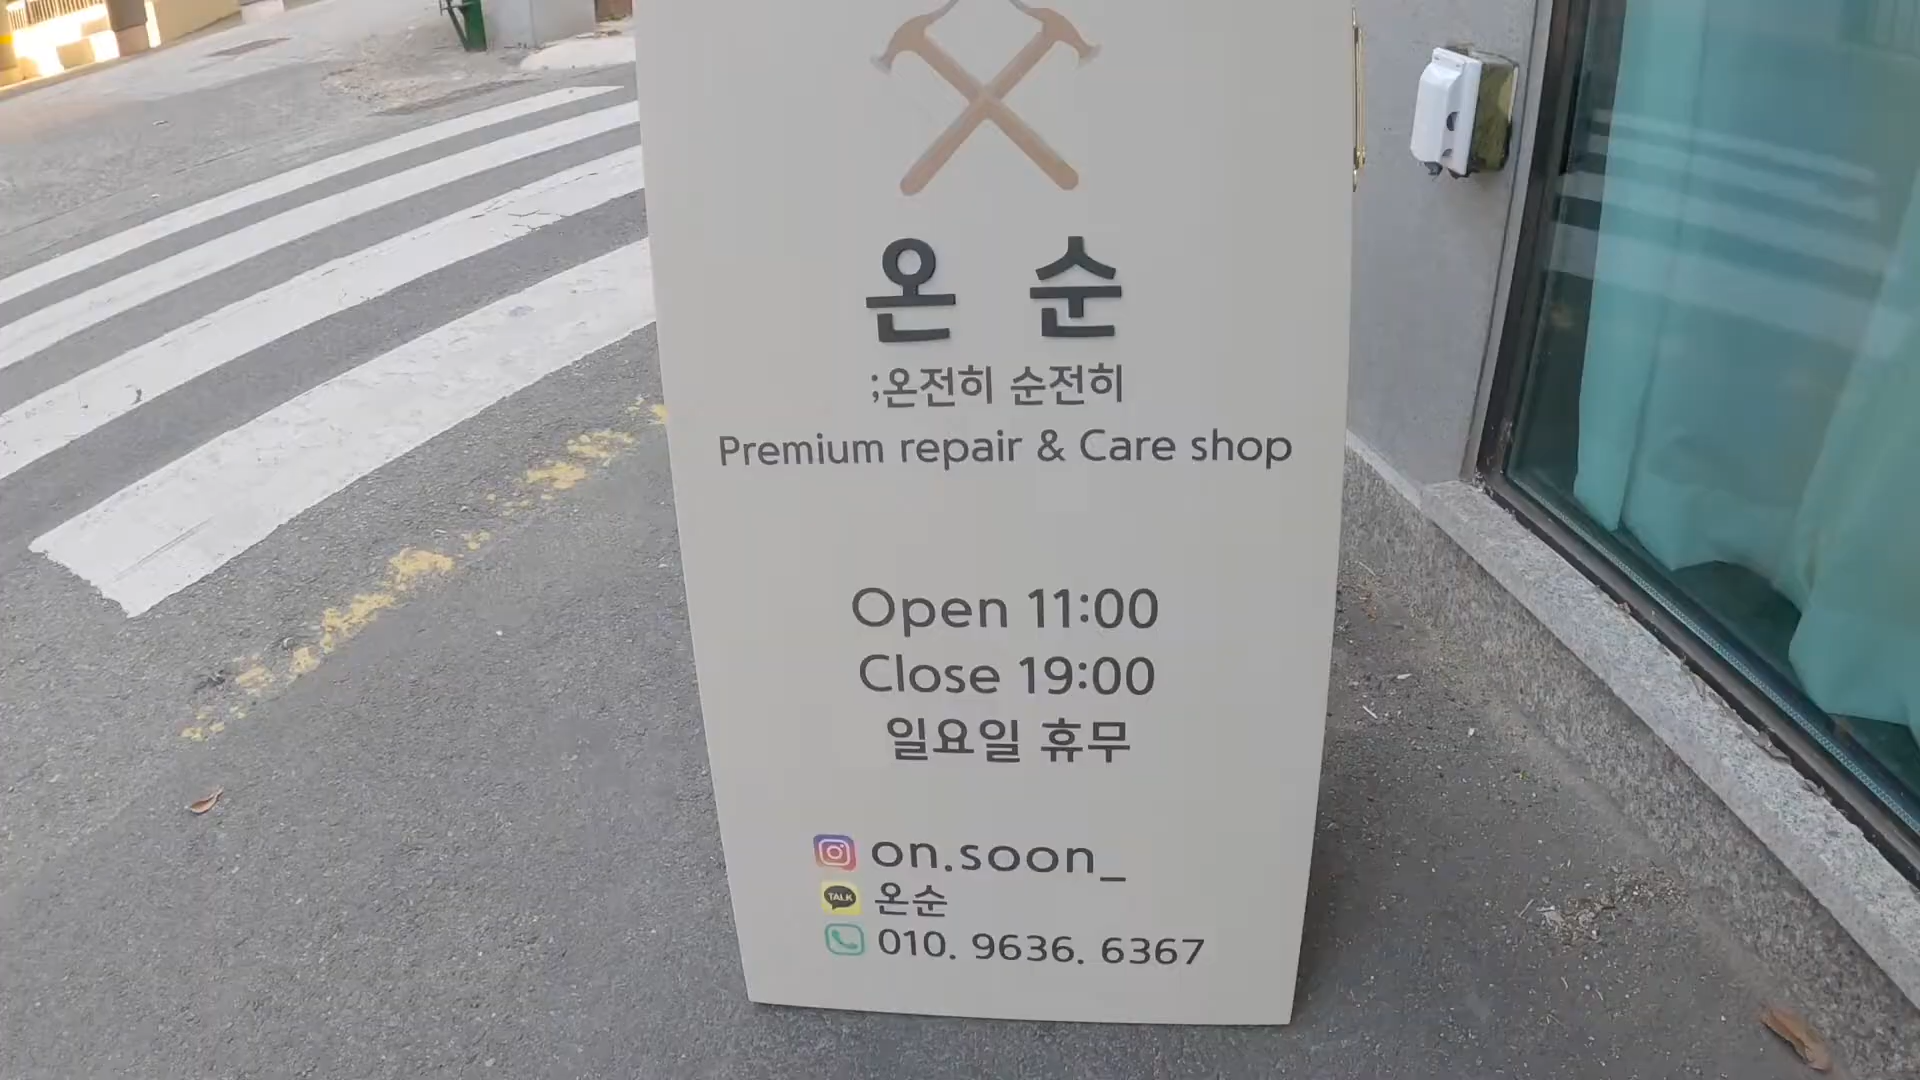 온 순
;온전히 순전히
Premium repair & Care shop
Open 11:00
Close 19:00
일요일 휴무
on.soon_
TALK 온순
010. 9636. 6367